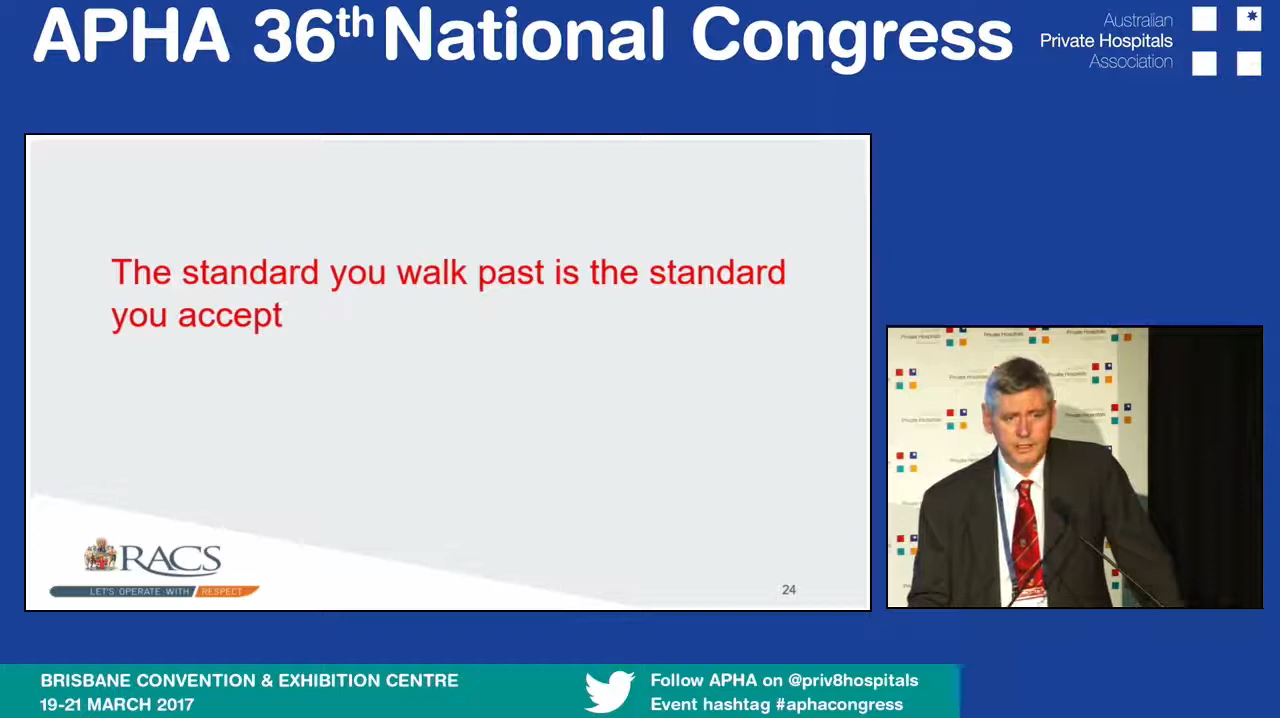 APHA 36th National Congress
Australian
Private Hospitals
Association
The standard you walk past is the standard
you accept
RACS
LET'S OPERATE WITH RESPECT
24
BRISBANE CONVENTION & EXHIBITION CENTRE
19-21 MARCH 2017
Follow APHA on @priv8hospitals
Event hashtag #aphacongress